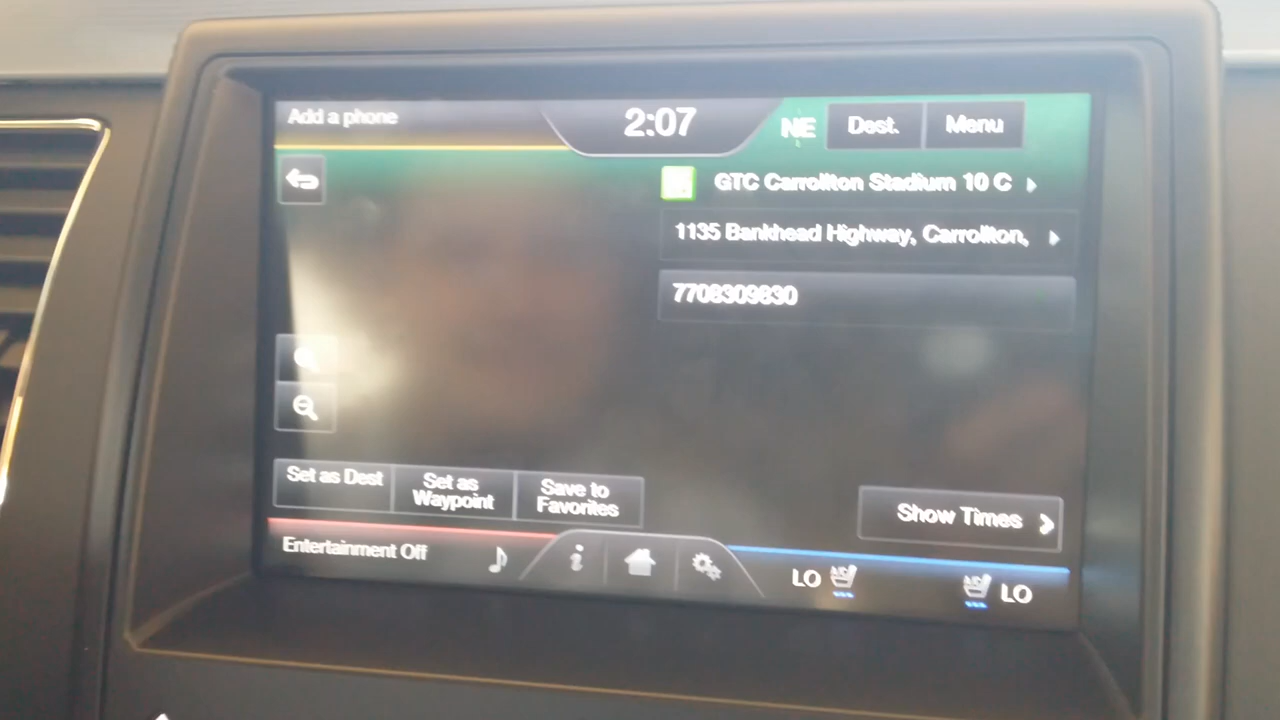 Add a phone
2:07
NE
Dest.
Menu
GTC Carrollton Stadium 10 C
1135 Bankhead Highway, Carrollton,
7708309830
Set as Dest
Set as
Waypoint
Save to
Favorites
Show Times
Entertainment Off
LO
LO